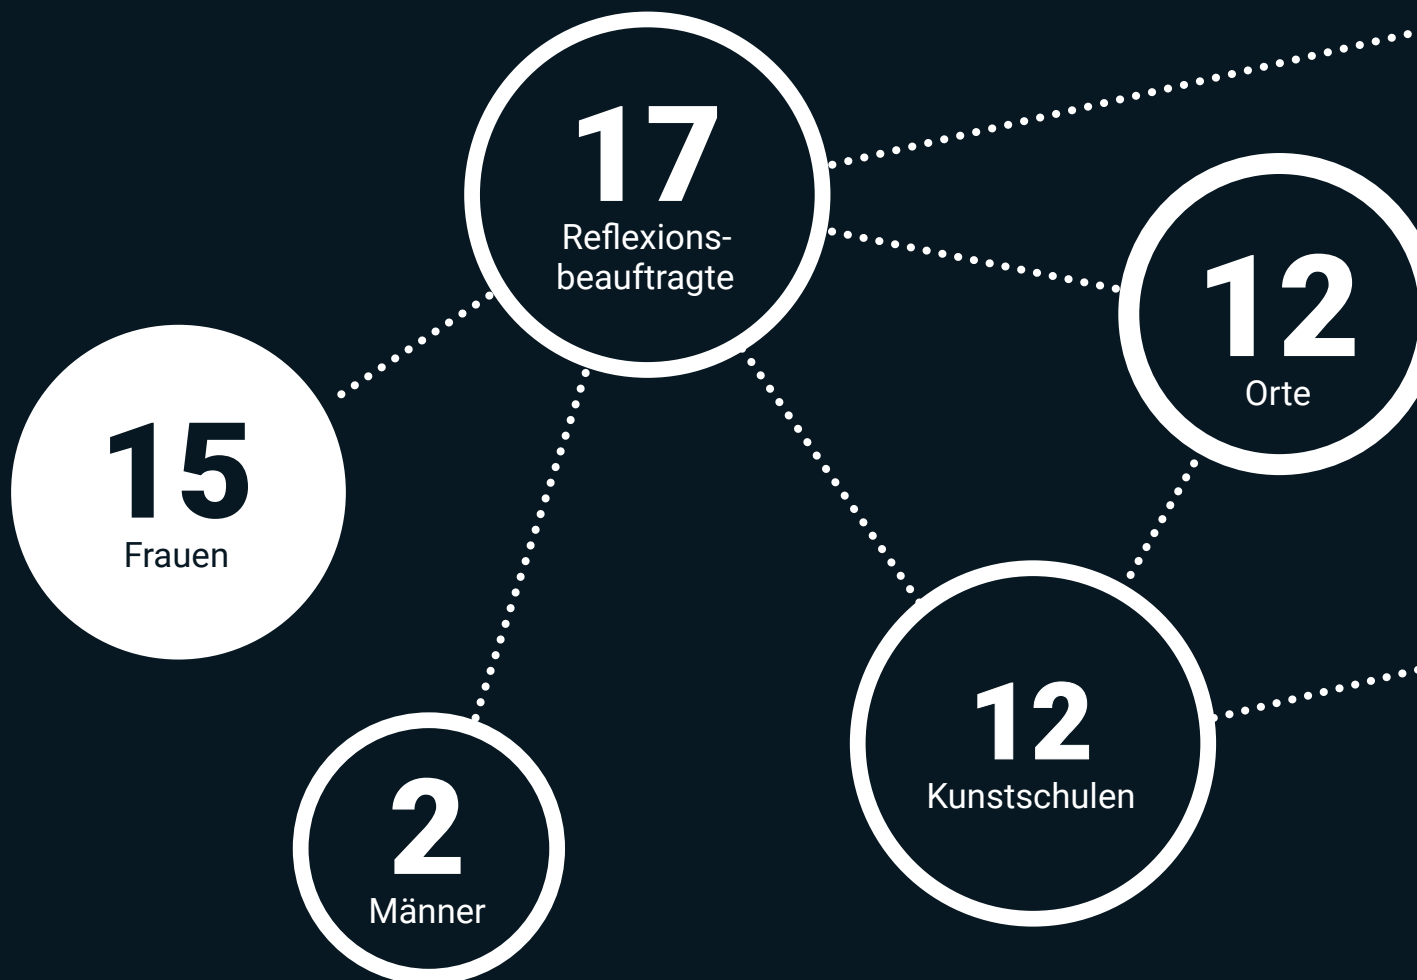 17
Reflexions-
beauftragte
12
Orte
15
Frauen
12
Kunstschulen
2
Männer